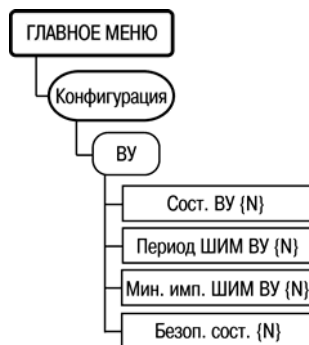 ГЛАВНОЕ МЕНЮ
Конфигурация
ВУ
Сост. ВУ {N}
Период ШИМ ВУ {N}
Мин. имп. ШИМ ВУ {N}
Безоп. сост. {N}